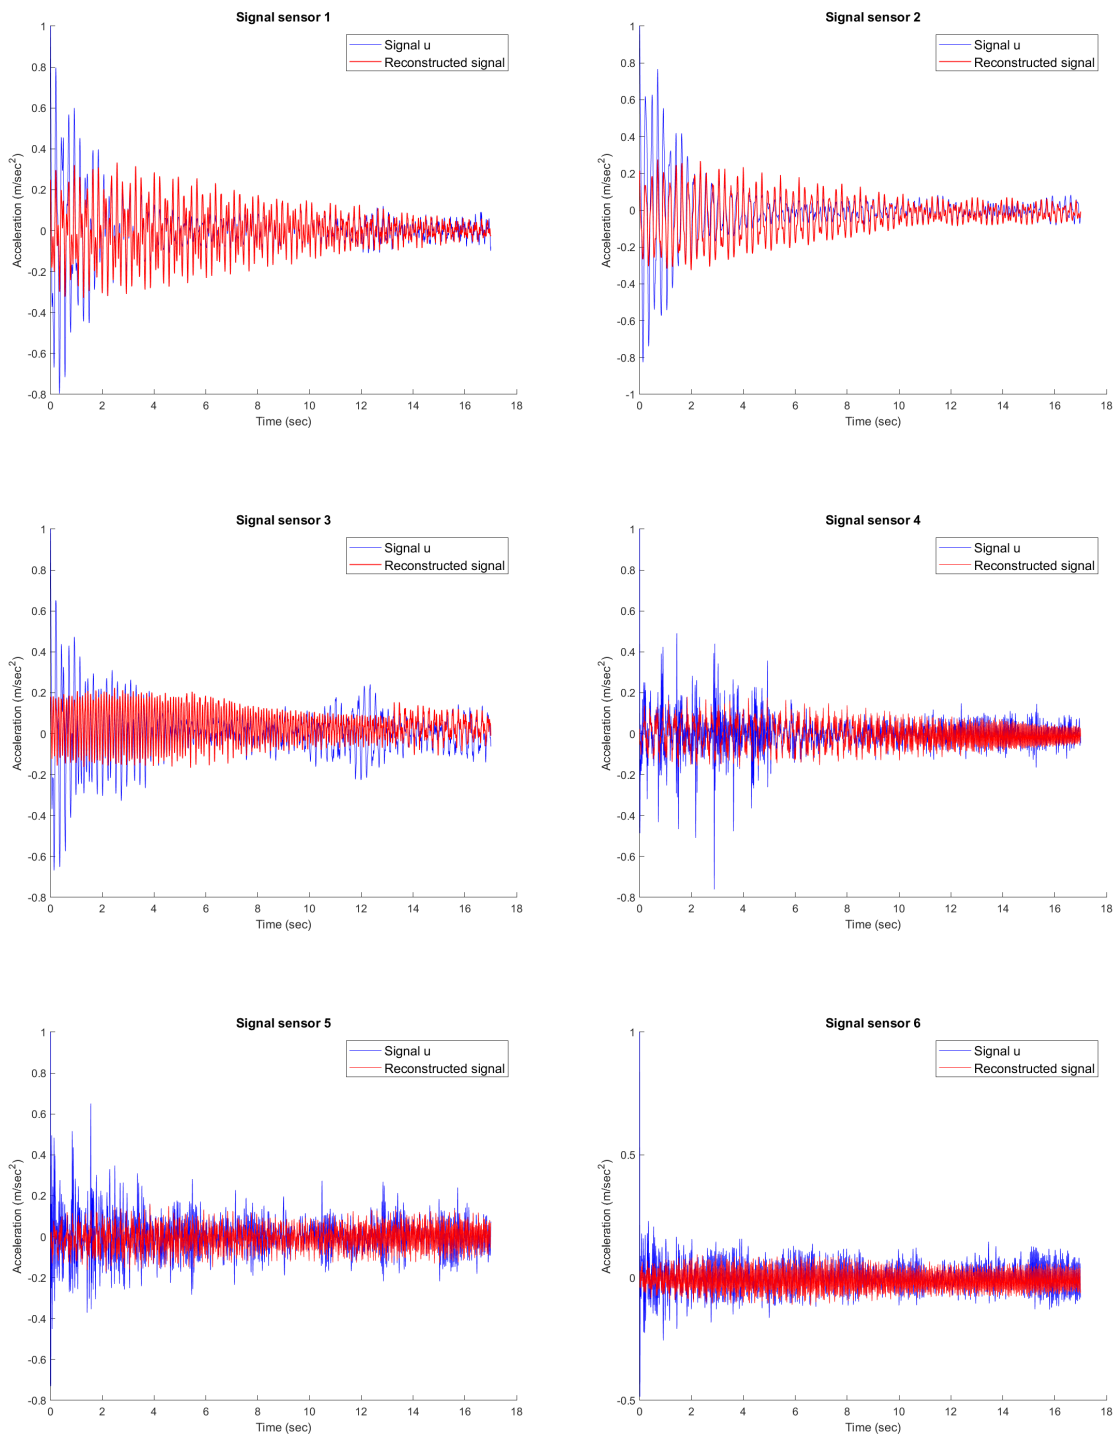 Signal sensor 1
Signal u
Reconstructed signal
Acceleration (m/sec²)
1
0.8
0.6
0.4
0.2
0
-0.2
-0.4
-0.6
-0.8
0 2 4 6 8 10 12 14 16 18
Time (sec)
Signal sensor 2
Signal u
Reconstructed signal
Acceleration (m/sec²)
1
0.8
0.6
0.4
0.2
0
-0.2
-0.4
-0.6
-0.8
-1
0 2 4 6 8 10 12 14 16 18
Time (sec)
Signal sensor 3
Signal u
Reconstructed signal
Acceleration (m/sec²)
1
0.8
0.6
0.4
0.2
0
-0.2
-0.4
-0.6
-0.8
0 2 4 6 8 10 12 14 16 18
Time (sec)
Signal sensor 4
Signal u
Reconstructed signal
Acceleration (m/sec²)
1
0.8
0.6
0.4
0.2
0
-0.2
-0.4
-0.6
-0.8
0 2 4 6 8 10 12 14 16 18
Time (sec)
Signal sensor 5
Signal u
Reconstructed signal
Acceleration (m/sec²)
1
0.8
0.6
0.4
0.2
0
-0.2
-0.4
-0.6
-0.8
0 2 4 6 8 10 12 14 16 18
Time (sec)
Signal sensor 6
Signal u
Reconstructed signal
Acceleration (m/sec²)
1
0.5
0
-0.5
0 2 4 6 8 10 12 14 16 18
Time (sec)